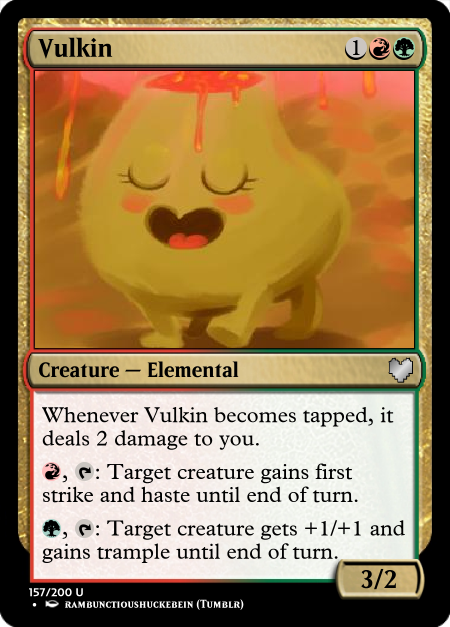 Vulkin 1
Creature — Elemental
Whenever Vulkin becomes tapped, it
deals 2 damage to you.
, : Target creature gains first
strike and haste until end of turn.
, : Target creature gets +1/+1 and
gains trample until end of turn.
3/2
157/200 U
• RAMBUNCTIOUSHUCKEBEIN (TUMBLR)